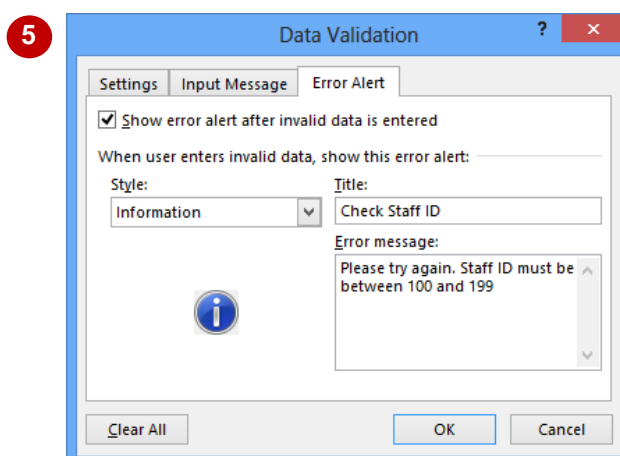 5
Data Validation ? ×
Settings Input Message Error Alert
Show error alert after invalid data is entered
When user enters invalid data, show this error alert:
Style: Title:
Information Check Staff ID
Error message:
Please try again. Staff ID must be
between 100 and 199
i
Clear All OK Cancel